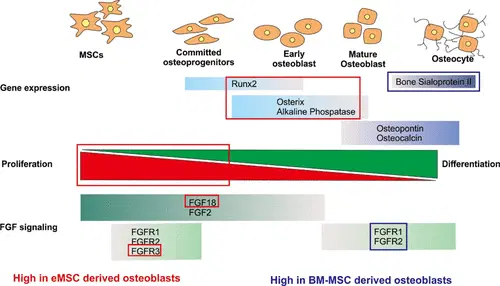 MSCs
Committed
osteoprogenitors
Early
osteoblast
Mature
Osteoblast
Osteocyte
Gene expression
Runx2
Bone Sialoprotein II
Osterix
Alkaline Phospatase
Osteopontin
Osteocalcin
Proliferation
Differentiation
FGF18
FGF2
FGF signaling
FGFR1
FGFR2
FGFR3
FGFR1
FGFR2
High in eMSC derived osteoblasts
High in BM-MSC derived osteoblasts